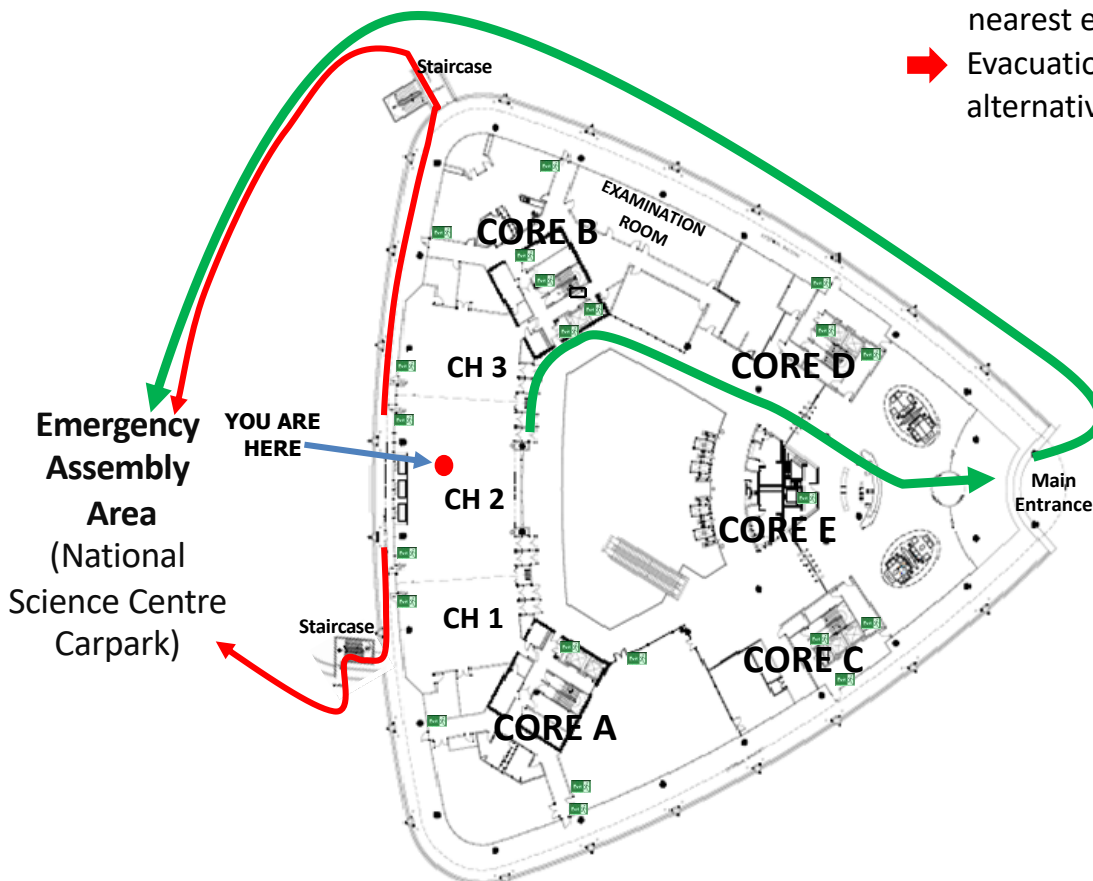 nearest e
Evacuatio
alternativ
Staircase
EXAMINATION
ROOM
CORE B
CORE D
CH 3
YOU ARE
HERE
Emergency
Assembly
Area
(National
Science Centre
Carpark)
CH 2
Main
Entrance
CORE E
CH 1
Staircase
CORE C
CORE A